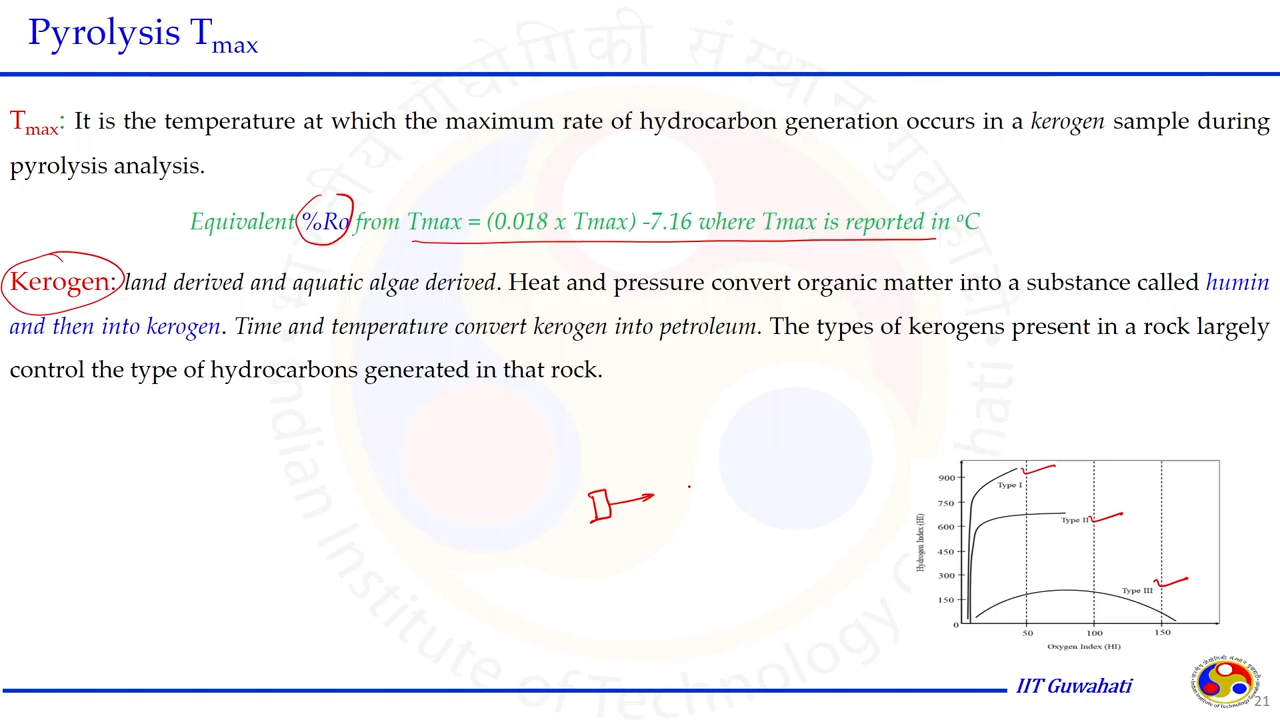 Pyrolysis Tmax
Tmax: It is the temperature at which the maximum rate of hydrocarbon generation occurs in a kerogen sample during
pyrolysis analysis.
Equivalent %Ro from Tmax = (0.018 x Tmax) -7.16 where Tmax is reported in ºC
Kerogen: land derived and aquatic algae derived. Heat and pressure convert organic matter into a substance called humin
and then into kerogen. Time and temperature convert kerogen into petroleum. The types of kerogens present in a rock largely
control the type of hydrocarbons generated in that rock.
Hydrogen Index (HI)
900
750
600
450
300
150
0
Type I
Type II
Type III
50 100 150
Oxygen Index (HI)
Indian Institute of Technology Guwahati
IIT Guwahati
21